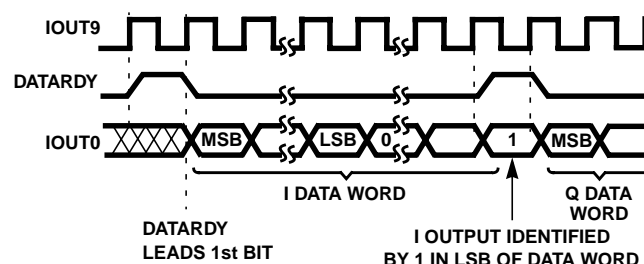 IOUT9
DATARDY
IOUT0
MSB
LSB
0
1
MSB
I DATA WORD
Q DATA
WORD
DATARDY
LEADS 1st BIT
I OUTPUT IDENTIFIED
BY 1 IN LSB OF DATA WORD